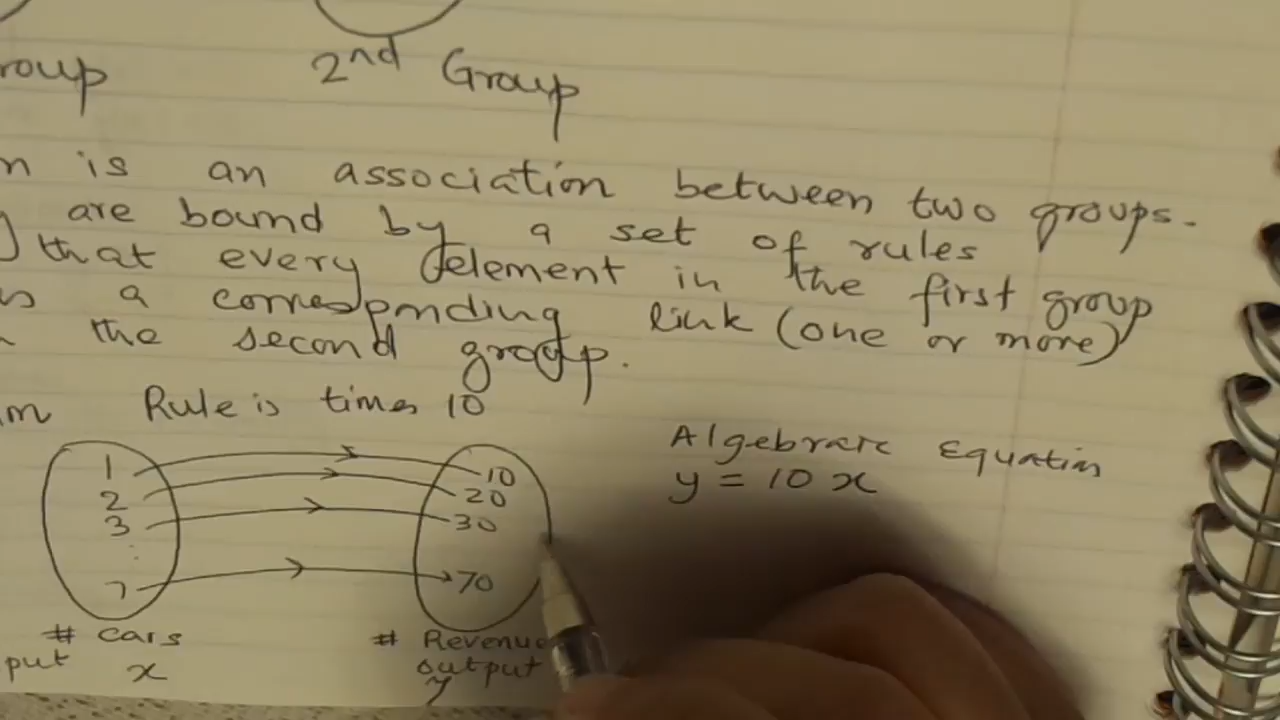 roup 2nd Group
n is an association between two groups.
y are bound by a set of rules
that every element in the first group
s a correspmding link (one or more)
the second group.
m Rule is times 10
Algebraic Equation
y = 10 x
1 10
2 20
3 30
7 70
# cars # Revenue
put x output
y